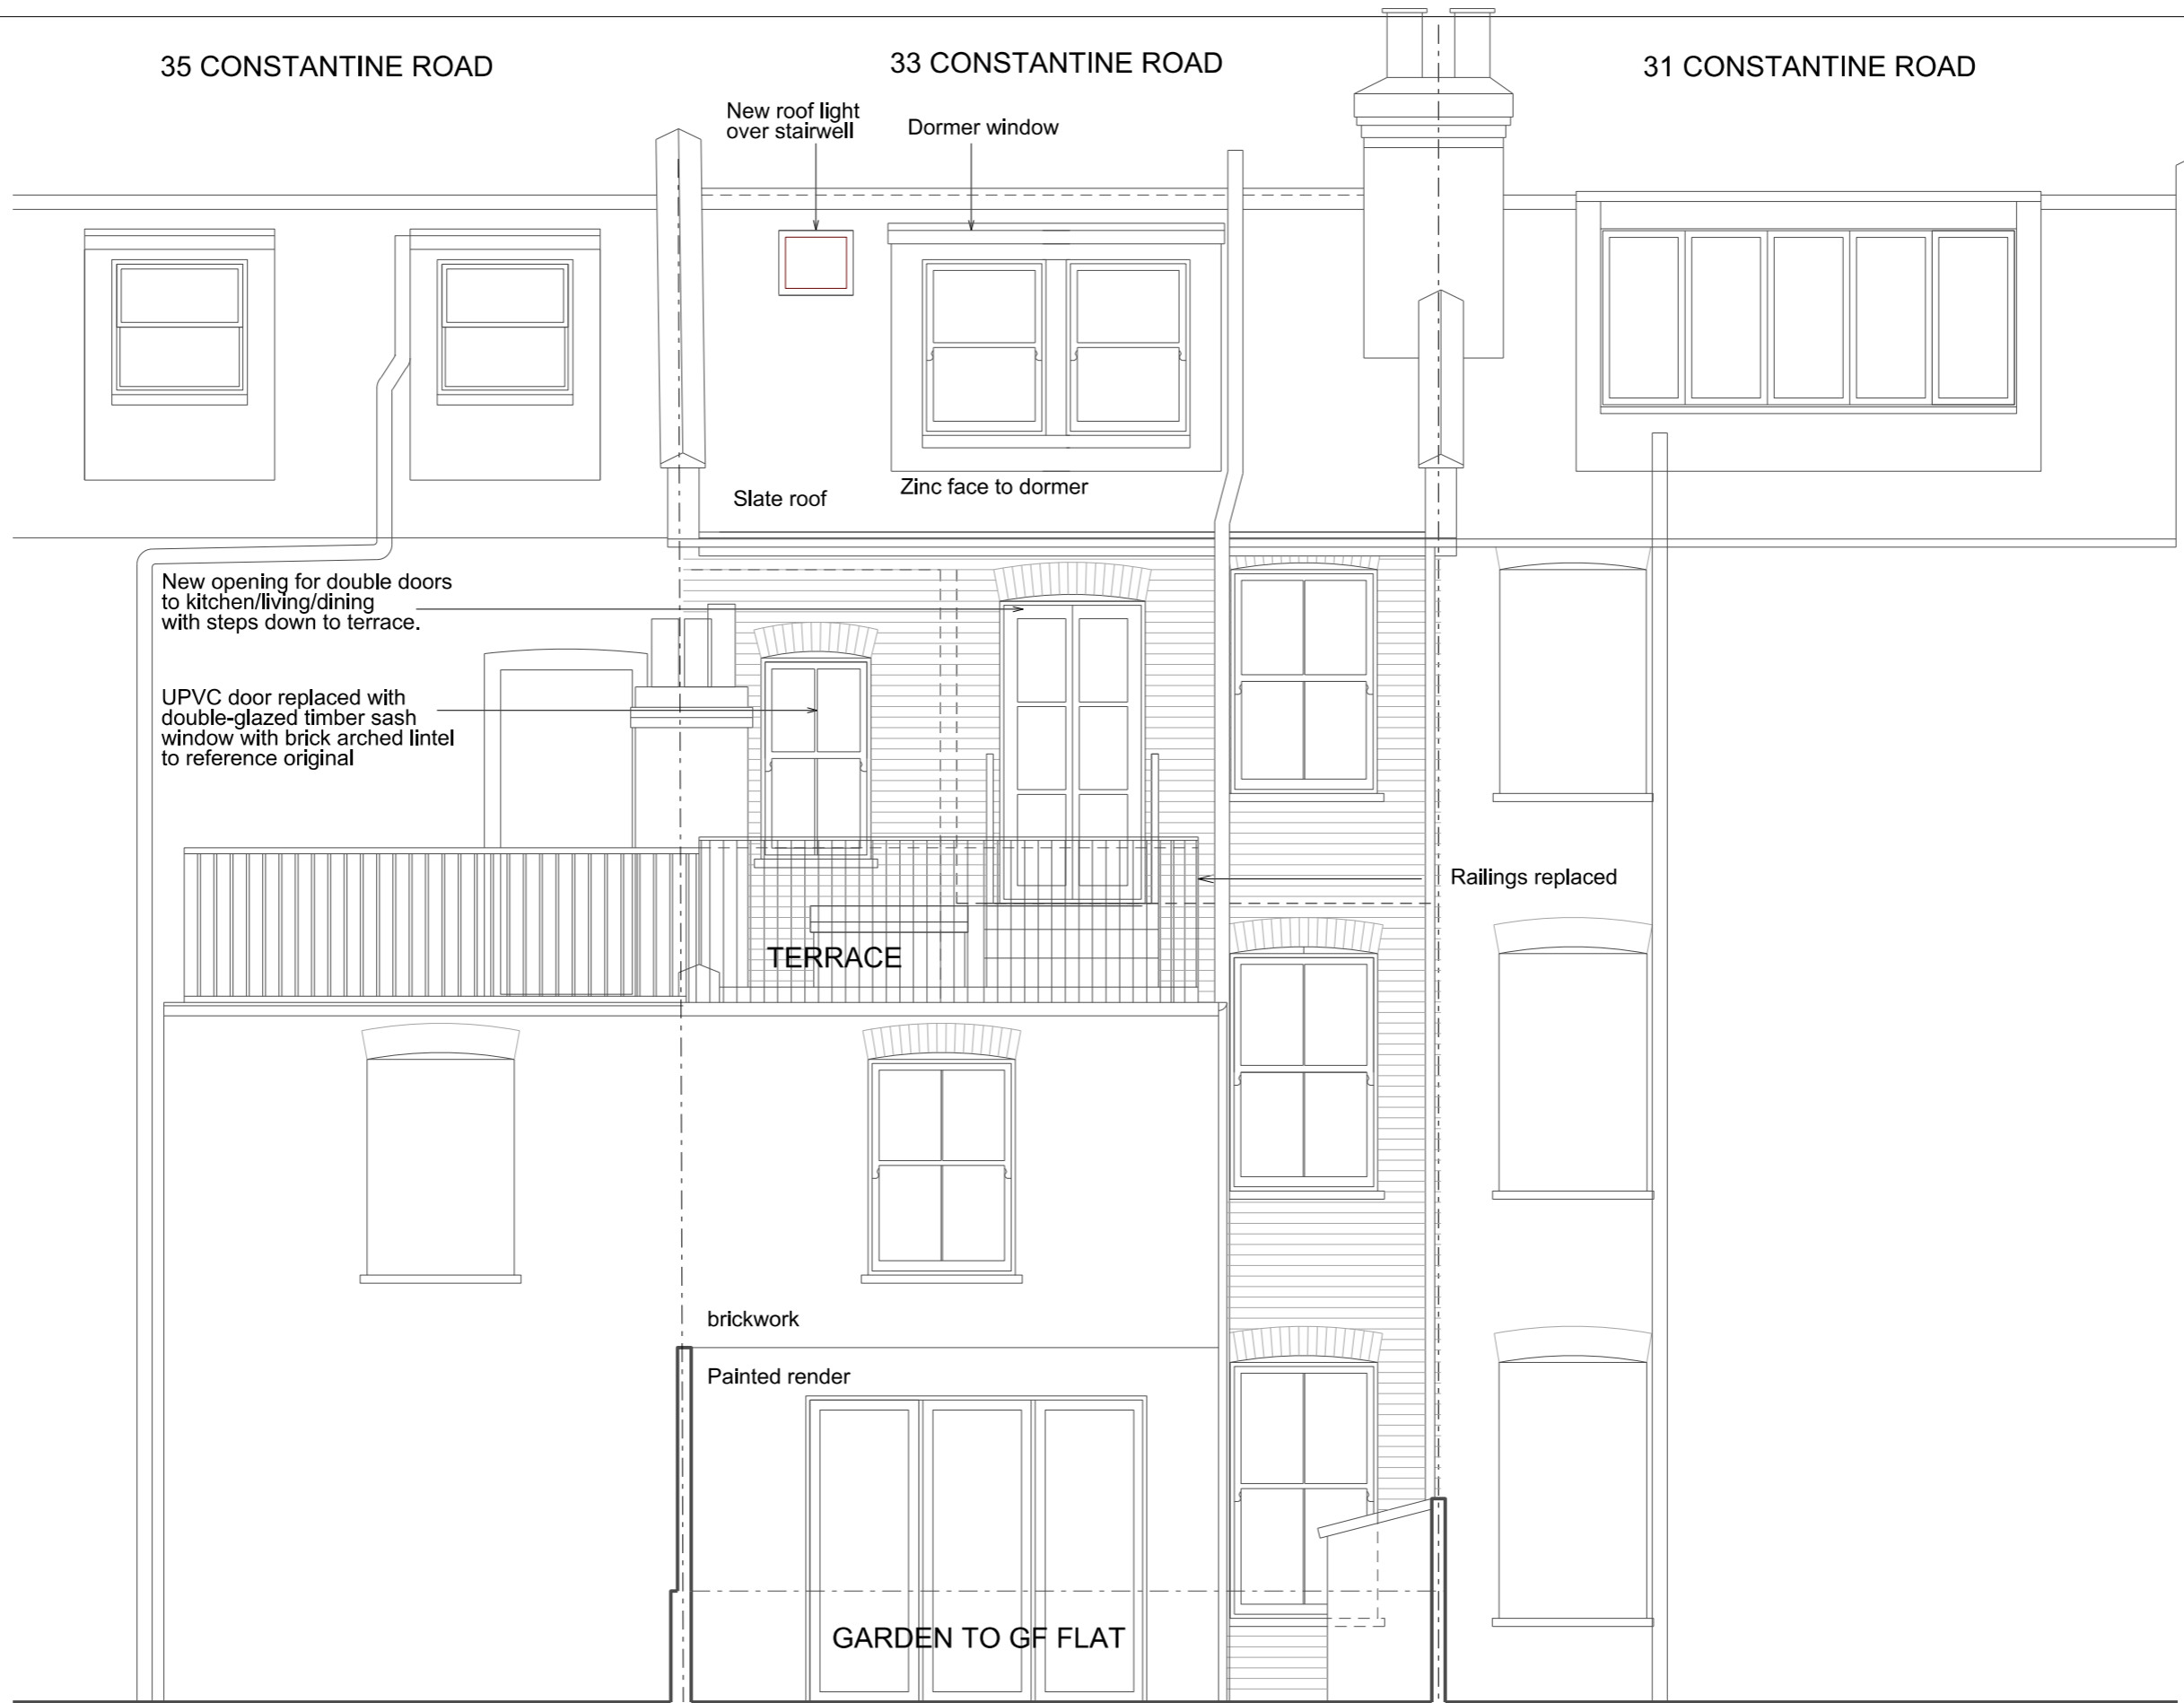 35 CONSTANTINE ROAD
33 CONSTANTINE ROAD
31 CONSTANTINE ROAD
New roof light
over stairwell
Dormer window
Slate roof
Zinc face to dormer
New opening for double doors
to kitchen/living/dining
with steps down to terrace.
UPVC door replaced with
double-glazed timber sash
window with brick arched lintel
to reference original
Railings replaced
TERRACE
brickwork
Painted render
GARDEN TO GF FLAT